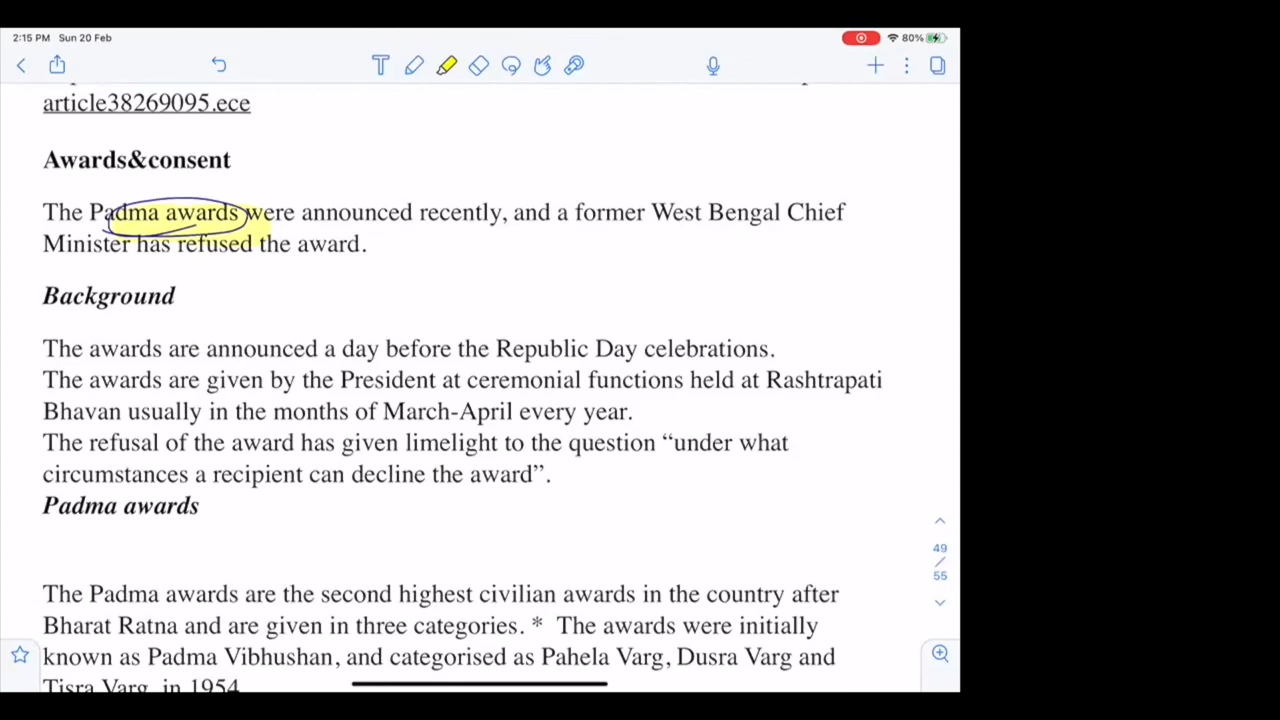 2:15 PM Sun 20 Feb
80%
article38269095.ece
Awards&consent
The Padma awards were announced recently, and a former West Bengal Chief
Minister has refused the award.
Background
The awards are announced a day before the Republic Day celebrations.
The awards are given by the President at ceremonial functions held at Rashtrapati
Bhavan usually in the months of March-April every year.
The refusal of the award has given limelight to the question “under what
circumstances a recipient can decline the award”.
Padma awards
The Padma awards are the second highest civilian awards in the country after
Bharat Ratna and are given in three categories. * The awards were initially
known as Padma Vibhushan, and categorised as Pahela Varg, Dusra Varg and
Tisra Varg, in 1954
49
/
55